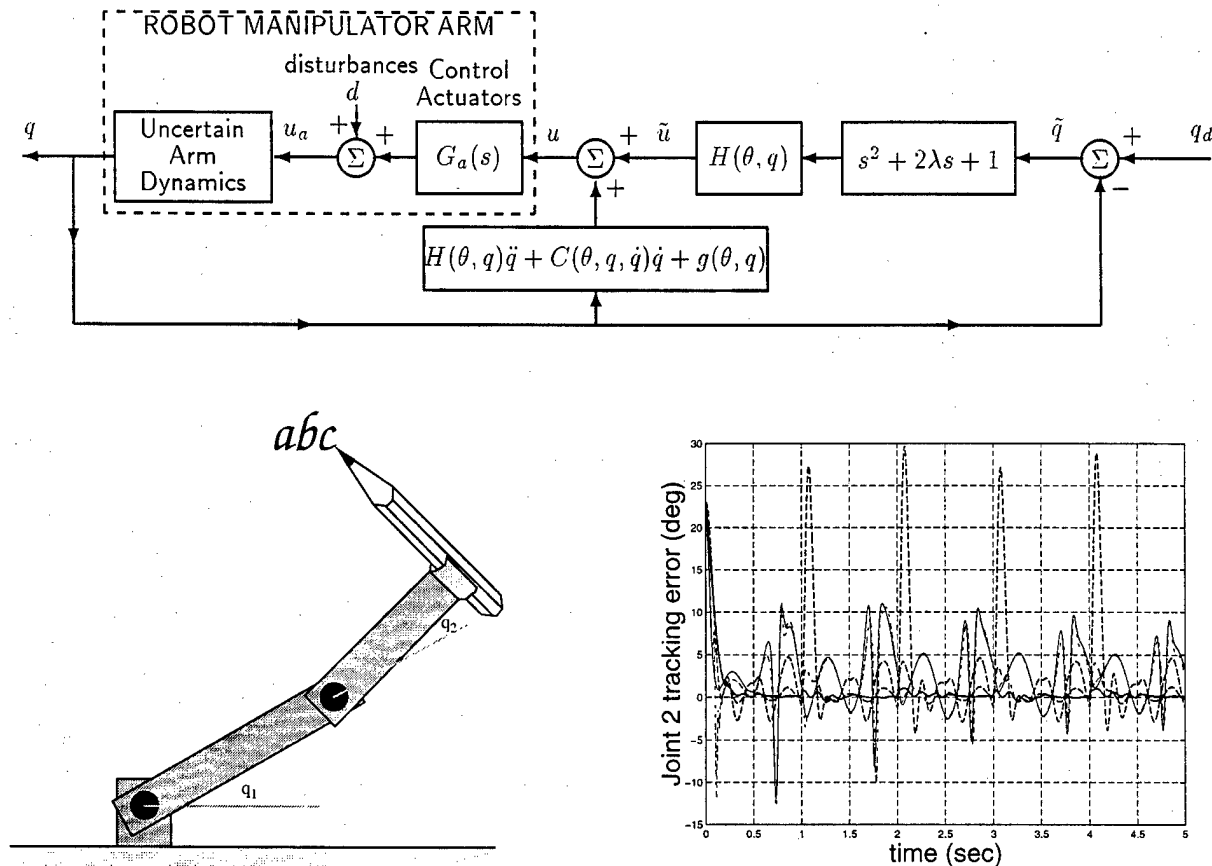 ROBOT MANIPULATOR ARM
disturbances
d
Control
Actuators
q
Uncertain
Arm
Dynamics
u_a
+
Σ
+
G_a(s)
u
Σ
+
+
ũ
H(θ, q)
s² + 2λs + 1
q̃
Σ
+
−
q_d
H(θ, q)q̈ + C(θ, q, q̇)q̇ + g(θ, q)
abc
q₂
q₁
Joint 2 tracking error (deg)
30
25
20
15
10
5
0
−5
−10
−15
0 0.5 1 1.5 2 2.5 3 3.5 4 4.5 5
time (sec)